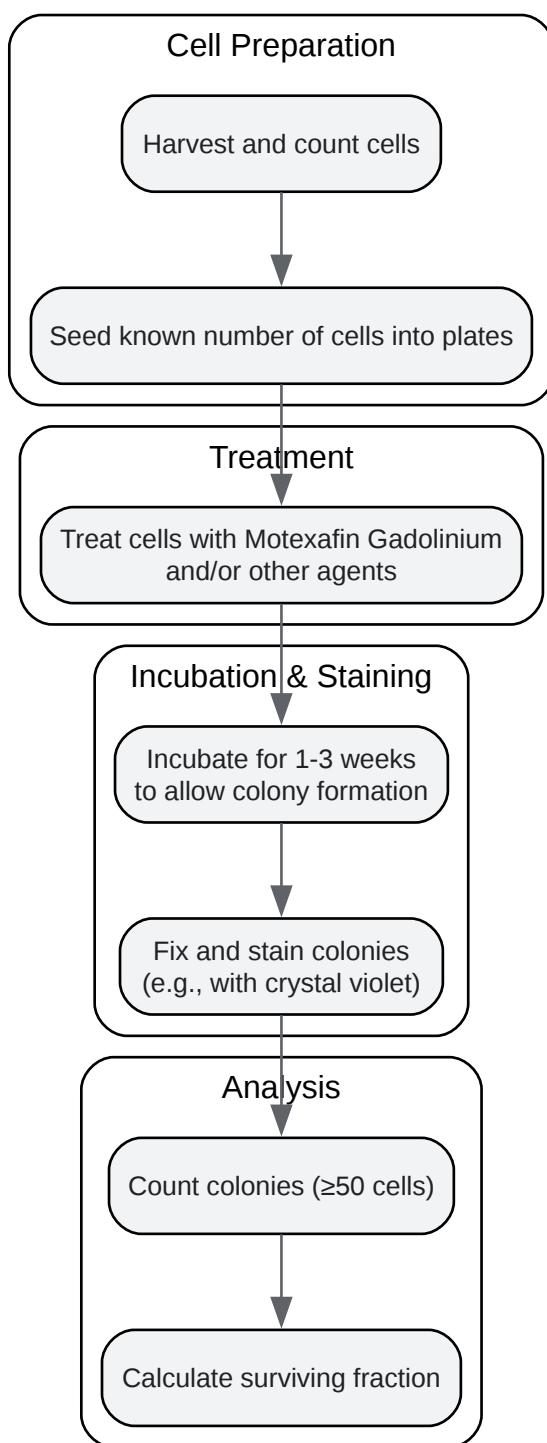 Cell Preparation
Harvest and count cells
Seed known number of cells into plates
Treatment
Treat cells with Motexafin Gadolinium
and/or other agents
Incubation & Staining
Incubate for 1-3 weeks
to allow colony formation
Fix and stain colonies
(e.g., with crystal violet)
Analysis
Count colonies (≥50 cells)
Calculate surviving fraction